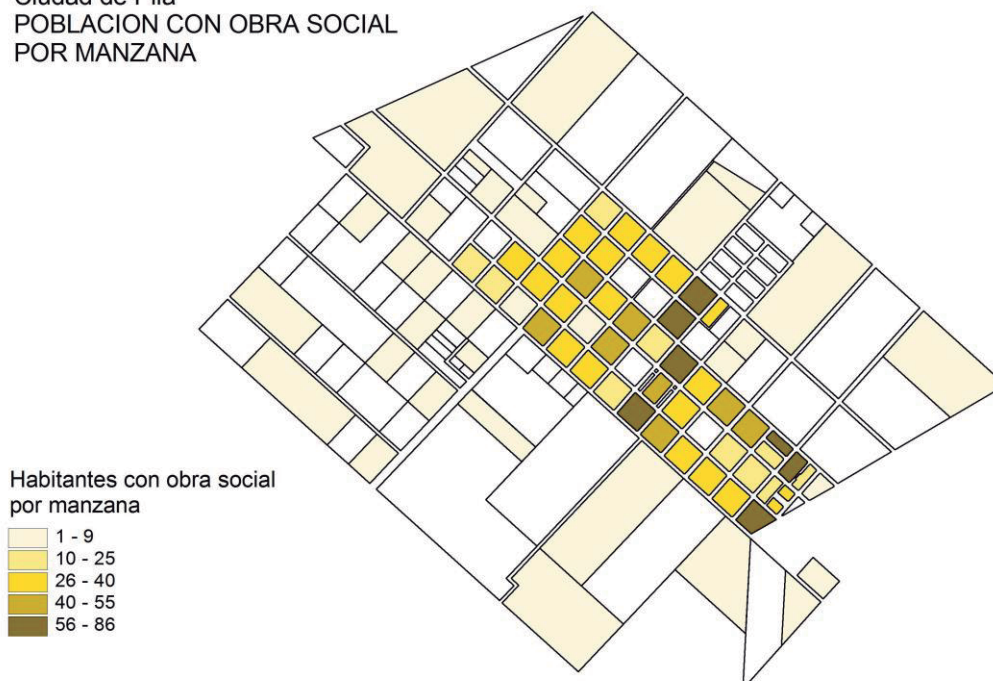 Ciudad de Pila
POBLACION CON OBRA SOCIAL
POR MANZANA
Habitantes con obra social
por manzana
1 - 9
10 - 25
26 - 40
40 - 55
56 - 86